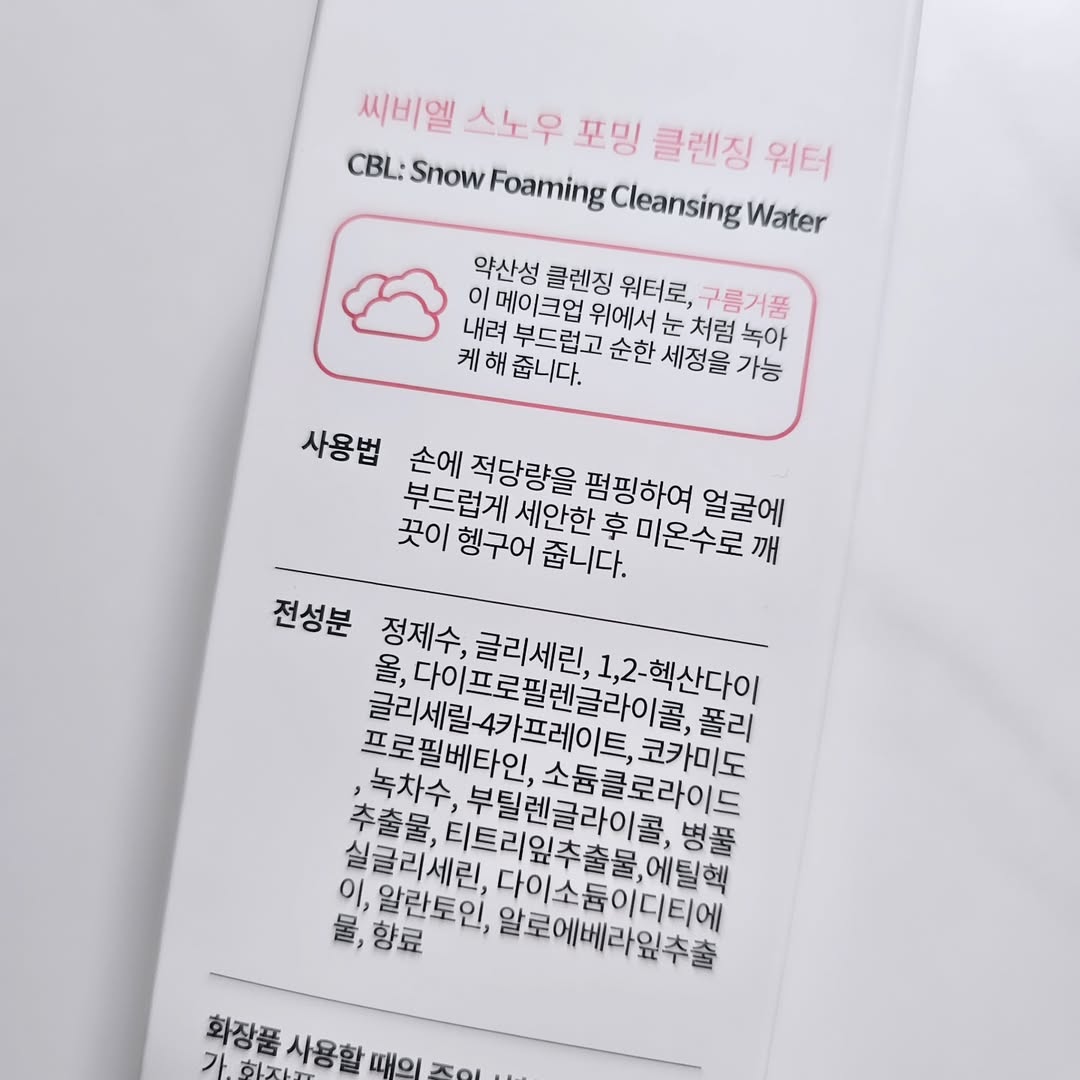 씨비엘 스노우 포밍 클렌징 워터
CBL: Snow Foaming Cleansing Water
약산성 클렌징 워터로, 구름거품
이 메이크업 위에서 눈 처럼 녹아
내려 부드럽고 순한 세정을 가능
케 해 줍니다.
사용법
손에 적당량을 펌핑하여 얼굴에
부드럽게 세안한 후 미온수로 깨
끗이 헹구어 줍니다.
전성분
정제수, 글리세린, 1,2-헥산다이
올, 다이프로필렌글라이콜, 폴리
글리세릴-4카프레이트, 코카미도
프로필베타인, 소듐클로라이드
, 녹차수, 부틸렌글라이콜, 병풀
추출물, 티트리잎추출물,에틸헥
실글리세린, 다이소듐이디티에
이, 알란토인, 알로에베라잎추출
물, 향료
화장품 사용할 때의 주의
가. 화장품